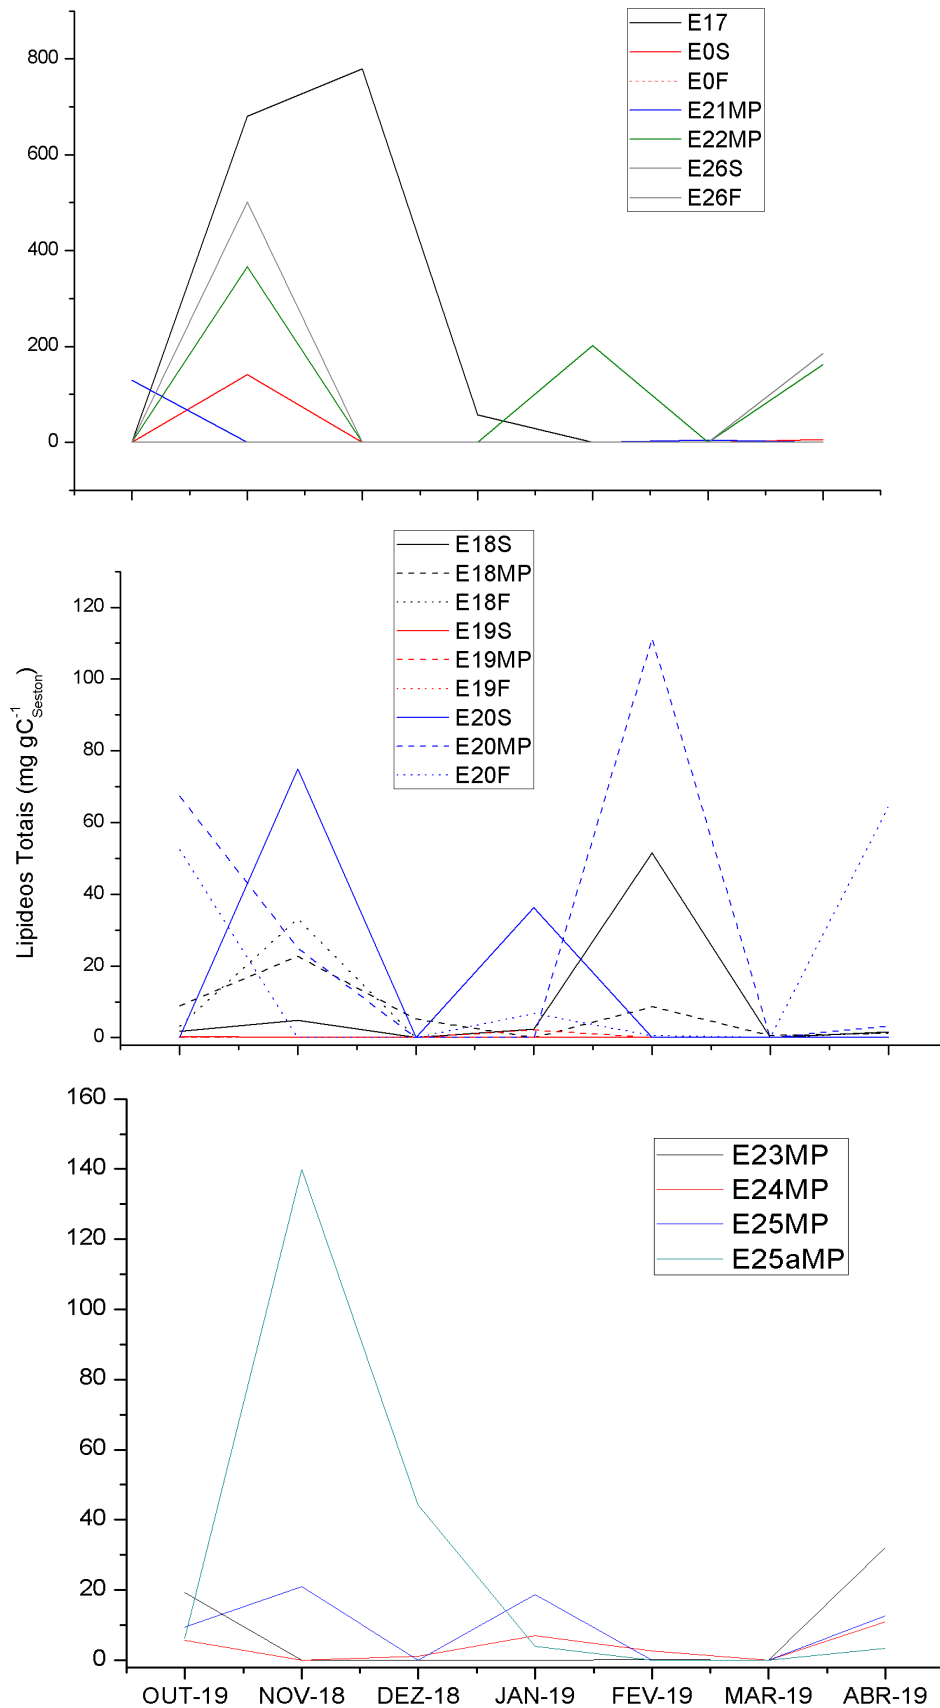 E17
E0S
E0F
E21MP
E22MP
E26S
E26F
800
600
400
200
0
E18S
E18MP
E18F
E19S
E19MP
E19F
E20S
E20MP
E20F
120
100
80
60
40
20
0
Lipideos Totais (mg gC⁻¹Seston)
E23MP
E24MP
E25MP
E25aMP
160
140
120
100
80
60
40
20
0
OUT-19 NOV-18 DEZ-18 JAN-19 FEV-19 MAR-19 ABR-19